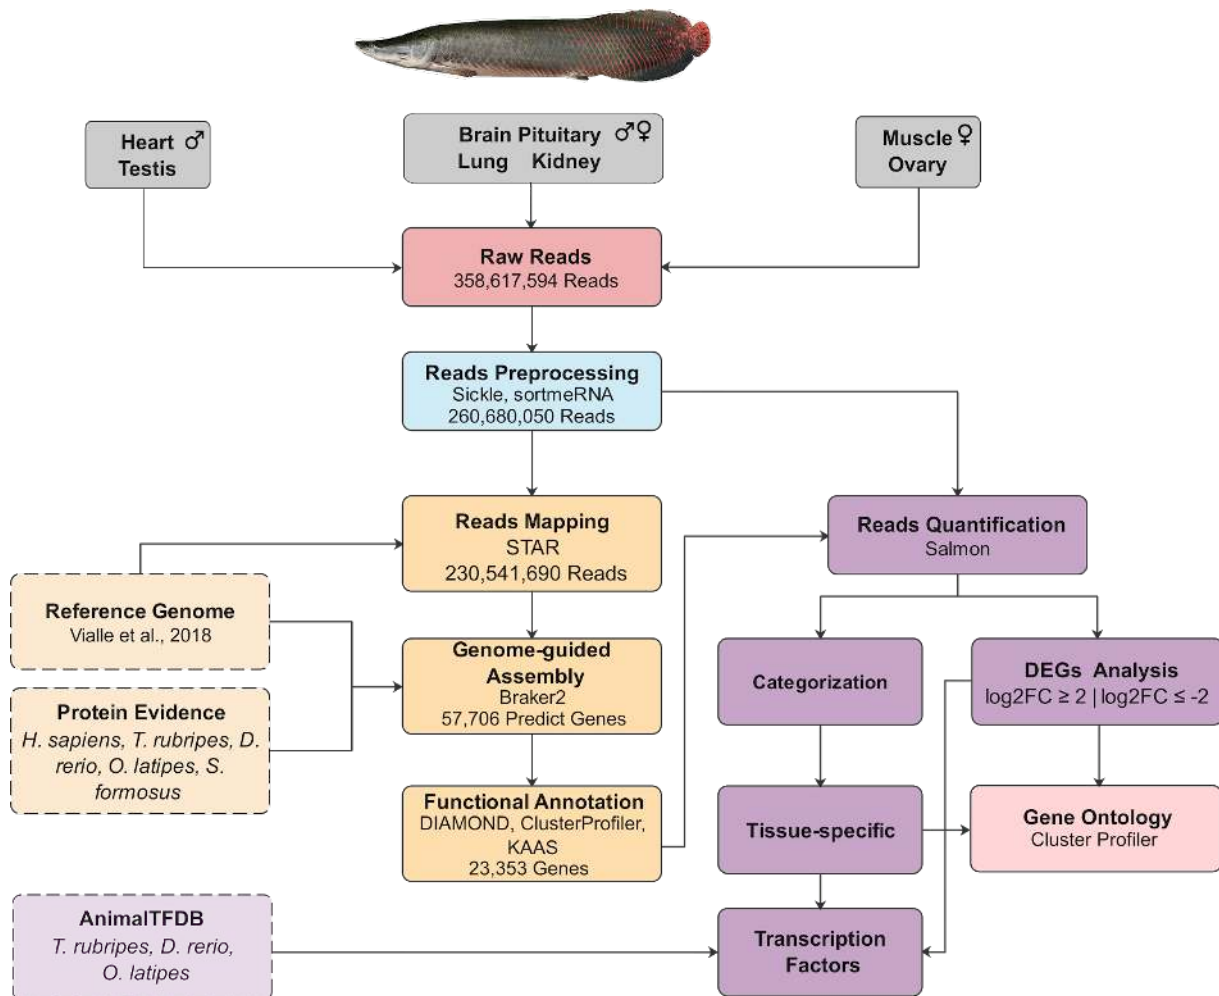 Heart ♂
Testis
Brain Pituitary ♂♀
Lung Kidney
Muscle ♀
Ovary
Raw Reads
358,617,594 Reads
Reads Preprocessing
Sickle, sortmeRNA
260,680,050 Reads
Reads Mapping
STAR
230,541,690 Reads
Reads Quantification
Salmon
Reference Genome
Vialle et al., 2018
Genome-guided
Assembly
Braker2
57,706 Predict Genes
Categorization
DEGs Analysis
log2FC ≥ 2 | log2FC ≤ -2
Protein Evidence
H. sapiens, T. rubripes, D.
rerio, O. latipes, S.
formosus
Functional Annotation
DIAMOND, ClusterProfiler,
KAAS
23,353 Genes
Tissue-specific
Gene Ontology
Cluster Profiler
AnimalTFDB
T. rubripes, D. rerio,
O. latipes
Transcription
Factors